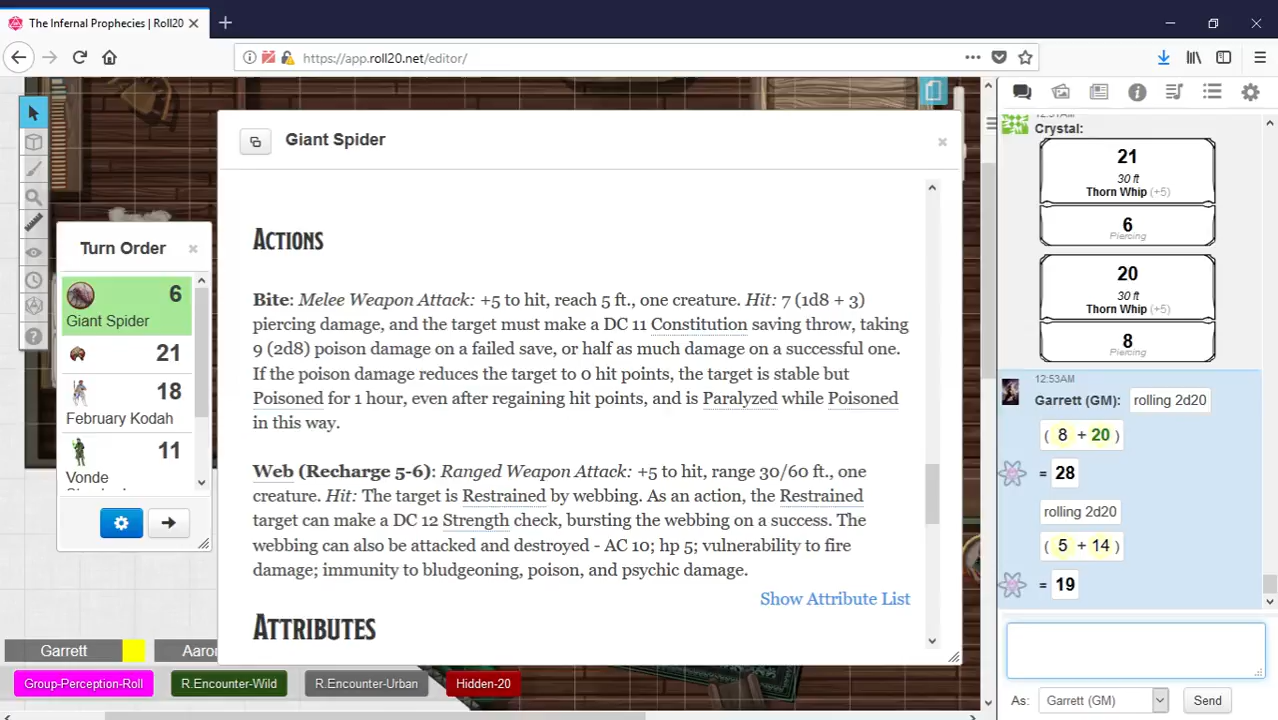 The Infernal Prophecies | Roll20
https://app.roll20.net/editor/
Turn Order
Giant Spider
6
21
18
February Kodah
11
Vonde
Giant Spider
ACTIONS
Bite: Melee Weapon Attack: +5 to hit, reach 5 ft., one creature. Hit: 7 (1d8 + 3)
piercing damage, and the target must make a DC 11 Constitution saving throw, taking
9 (2d8) poison damage on a failed save, or half as much damage on a successful one.
If the poison damage reduces the target to 0 hit points, the target is stable but
Poisoned for 1 hour, even after regaining hit points, and is Paralyzed while Poisoned
in this way.
Web (Recharge 5-6): Ranged Weapon Attack: +5 to hit, range 30/60 ft., one
creature. Hit: The target is Restrained by webbing. As an action, the Restrained
target can make a DC 12 Strength check, bursting the webbing on a success. The
webbing can also be attacked and destroyed - AC 10; hp 5; vulnerability to fire
damage; immunity to bludgeoning, poison, and psychic damage.
Show Attribute List
ATTRIBUTES
Garrett
Aaron
Group-Perception-Roll
R.Encounter-Wild
R.Encounter-Urban
Hidden-20
Crystal:
21
30 ft
Thorn Whip (+5)
6
Piercing
20
30 ft
Thorn Whip (+5)
8
Piercing
12:53AM
Garrett (GM): rolling 2d20
( 8 + 20 )
= 28
rolling 2d20
( 5 + 14 )
= 19
As: Garrett (GM) Send